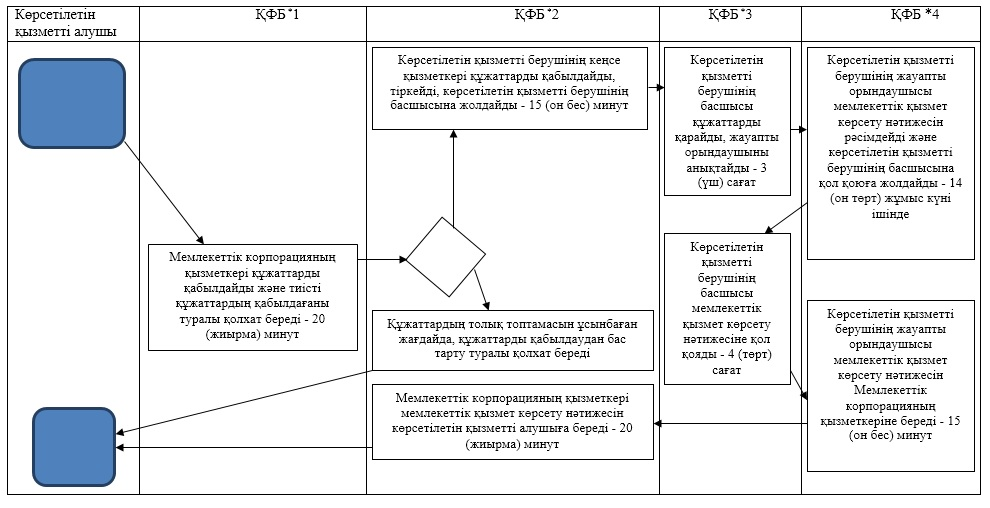 Көрсетілетін
қызметті алушы
ҚФБ *1
ҚФБ *2
ҚФБ *3
ҚФБ *4
Мемлекеттік корпорацияның
қызметкері құжаттарды
қабылдайды және тиісті
құжаттардың қабылдағаны
туралы қолхат береді - 20
(жиырма) минут
Көрсетілетін қызметті берушінің кеңсе
қызметкері құжаттарды қабылдайды,
тіркейді, көрсетілетін қызметті берушінің
басшысына жолдайды - 15 (он бес) минут
Құжаттардың толық топтамасын ұсынбаған
жағдайда, құжаттарды қабылдаудан бас
тарту туралы қолхат береді
Мемлекеттік корпорацияның қызметкері
мемлекеттік қызмет көрсету нәтижесін
көрсетілетін қызметті алушыға береді - 20
(жиырма) минут
Көрсетілетін
қызметті
берушінің
басшысы
құжаттарды
қарайды, жауапты
орындаушыны
анықтайды - 3
(үш) сағат
Көрсетілетін
қызметті
берушінің
басшысы
мемлекеттік
қызмет көрсету
нәтижесіне қол
қояды - 4 (төрт)
сағат
Көрсетілетін қызметті
берушінің жауапты
орындаушысы
мемлекеттік қызмет
көрсету нәтижесін
рәсімдейді және
көрсетілетін қызметті
берушінің басшысына
қол қоюға жолдайды - 14
(он төрт) жұмыс күні
ішінде
Көрсетілетін қызметті
берушінің жауапты
орындаушысы
мемлекеттік қызмет
көрсету нәтижесін
Мемлекеттік
корпорацияның
қызметкеріне береді - 15
(он бес) минут